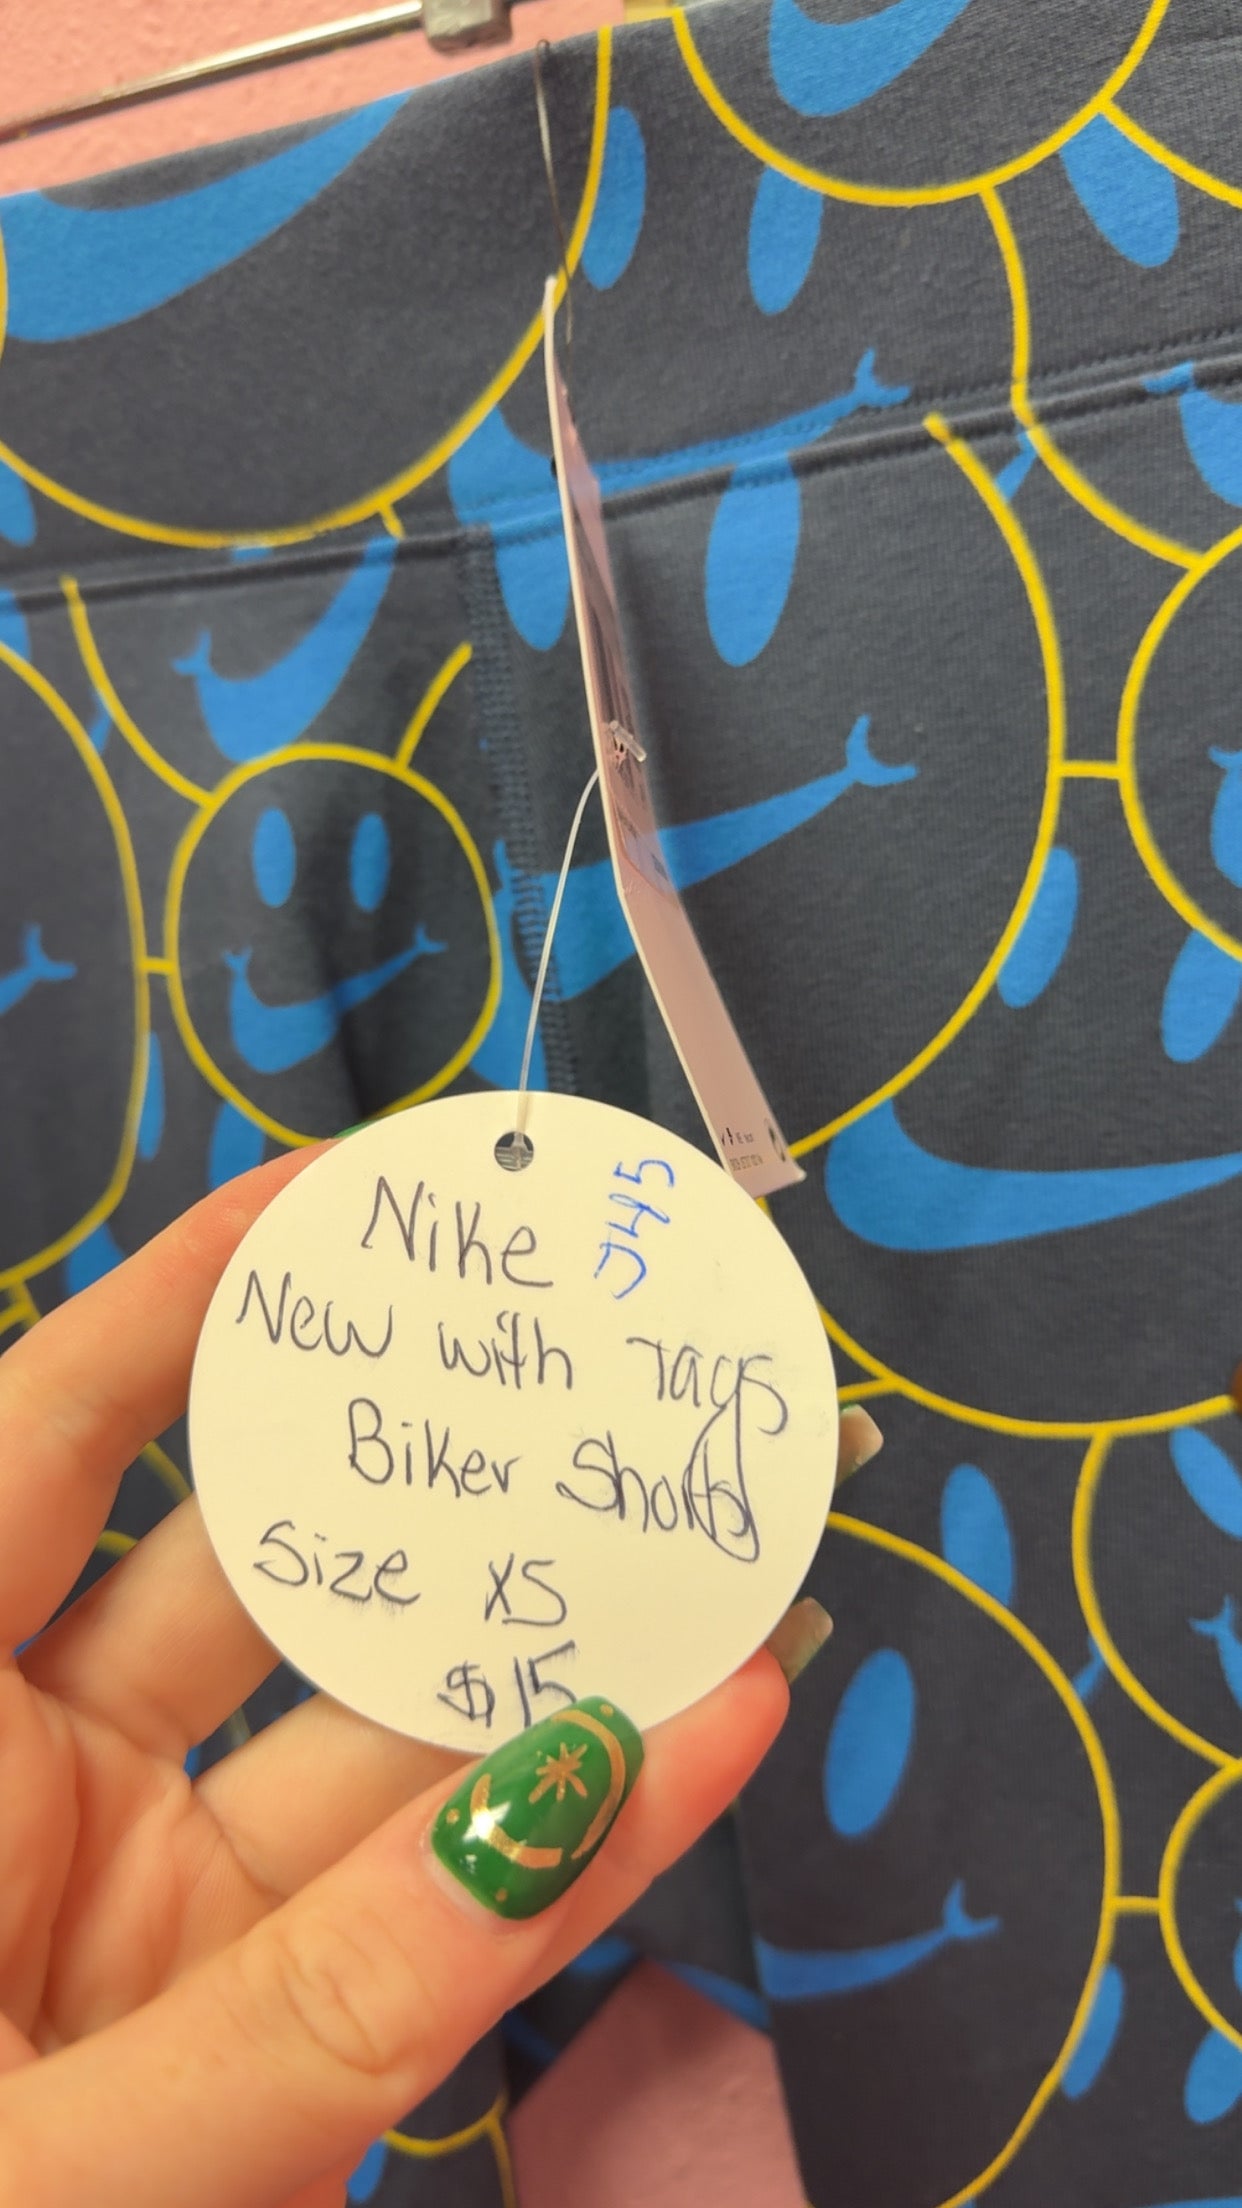 Nike
New with Tags
Biker Shorts
Size XS
$15